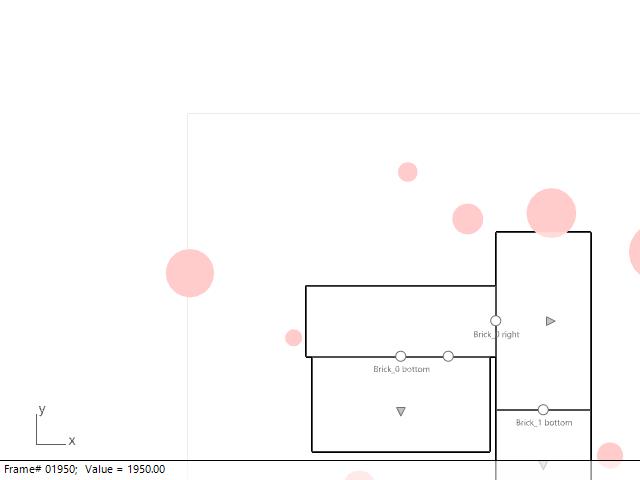 Brick_0 right
Brick_0 bottom
y
Brick_1 bottom
x
Frame# 01950;  Value = 1950.00